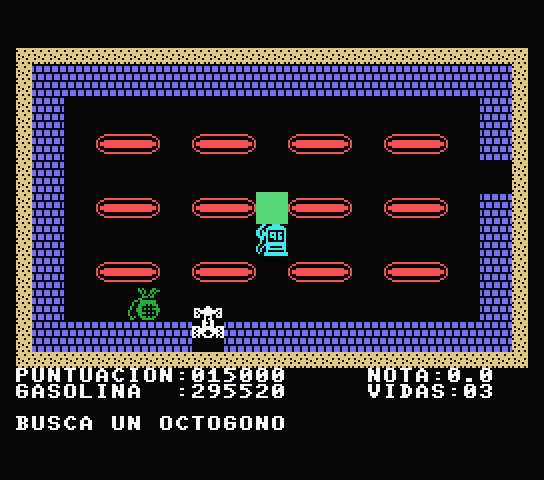 PUNTUACION:015000 NOTA:0.0
GASOLINA :295520 VIDAS:03
BUSCA UN OCTOGONO